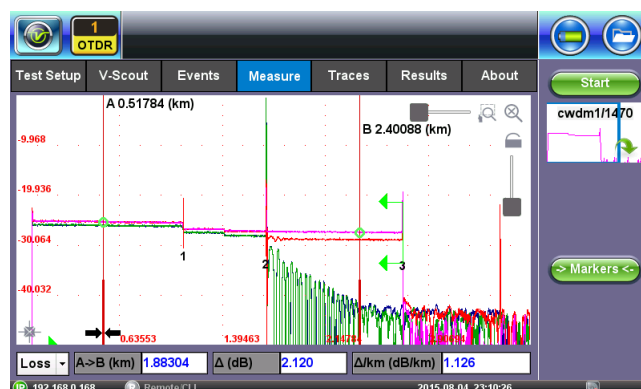 1
OTDR
Test Setup V-Scout Events Measure Traces Results About
Start
A 0.51784 (km)
B 2.40088 (km)
cwdm1/1470
-9.968
-19.936
-30.064
-40.032
1
2
3
0.63553 1.39463
-> Markers <-
Loss A->B (km) 1.88304 Δ (dB) 2.120 Δ/km (dB/km) 1.126
IP 192.168.0.168 R Remote/CLI 2015.08.04 23:10:26